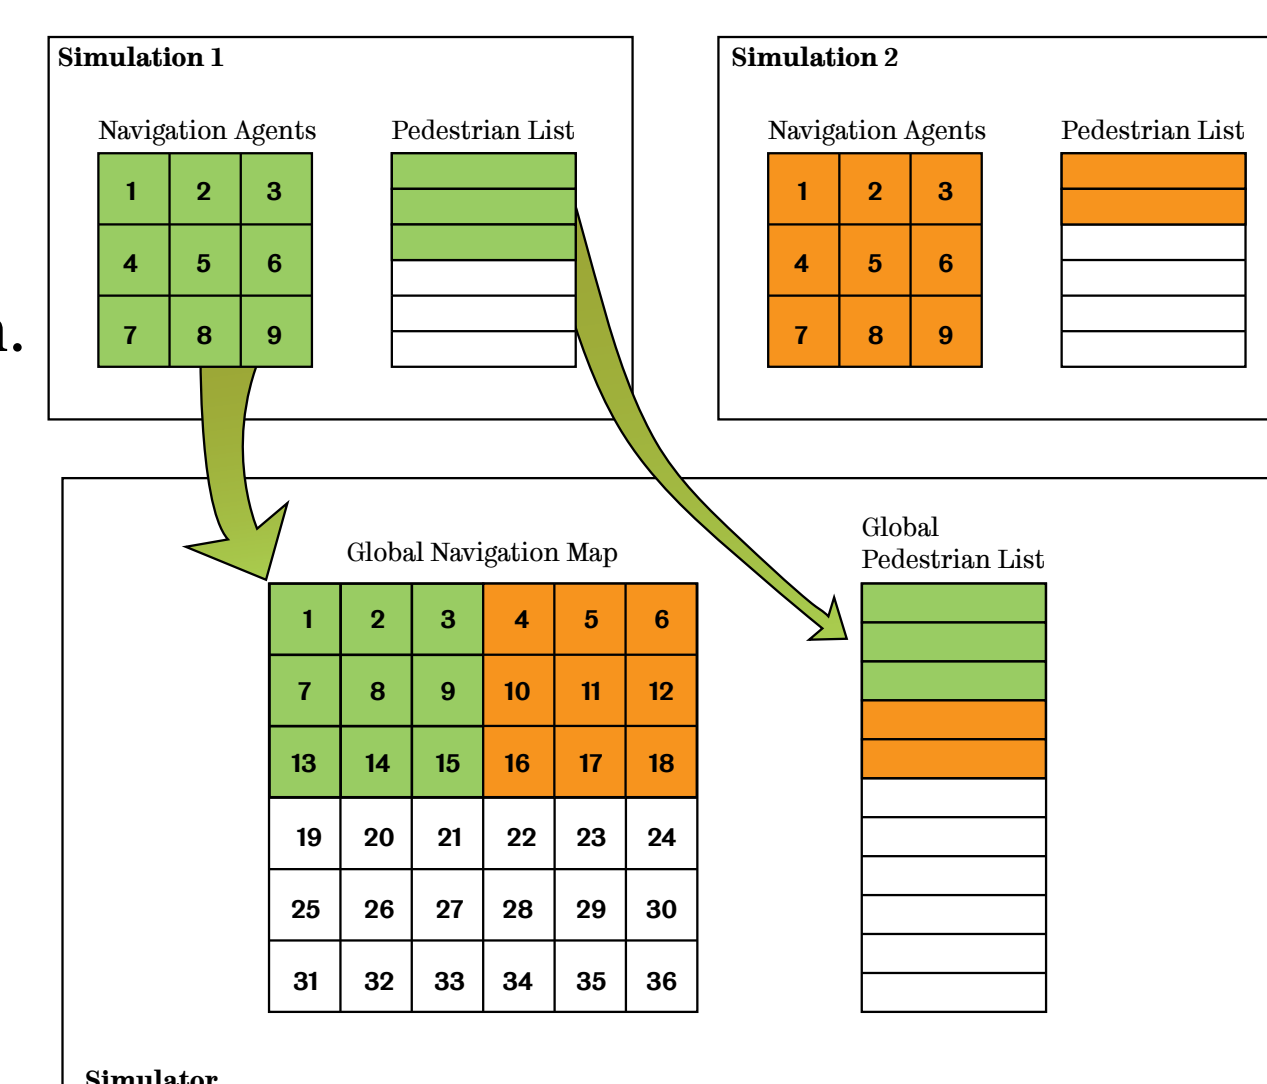 Simulation 1
Simulation 2
Navigation Agents
Pedestrian List
Navigation Agents
Pedestrian List
1 2 3
4 5 6
7 8 9
1 2 3
4 5 6
7 8 9
Global Navigation Map
Global
Pedestrian List
1 2 3 4 5 6
7 8 9 10 11 12
13 14 15 16 17 18
19 20 21 22 23 24
25 26 27 28 29 30
31 32 33 34 35 36
Simulator